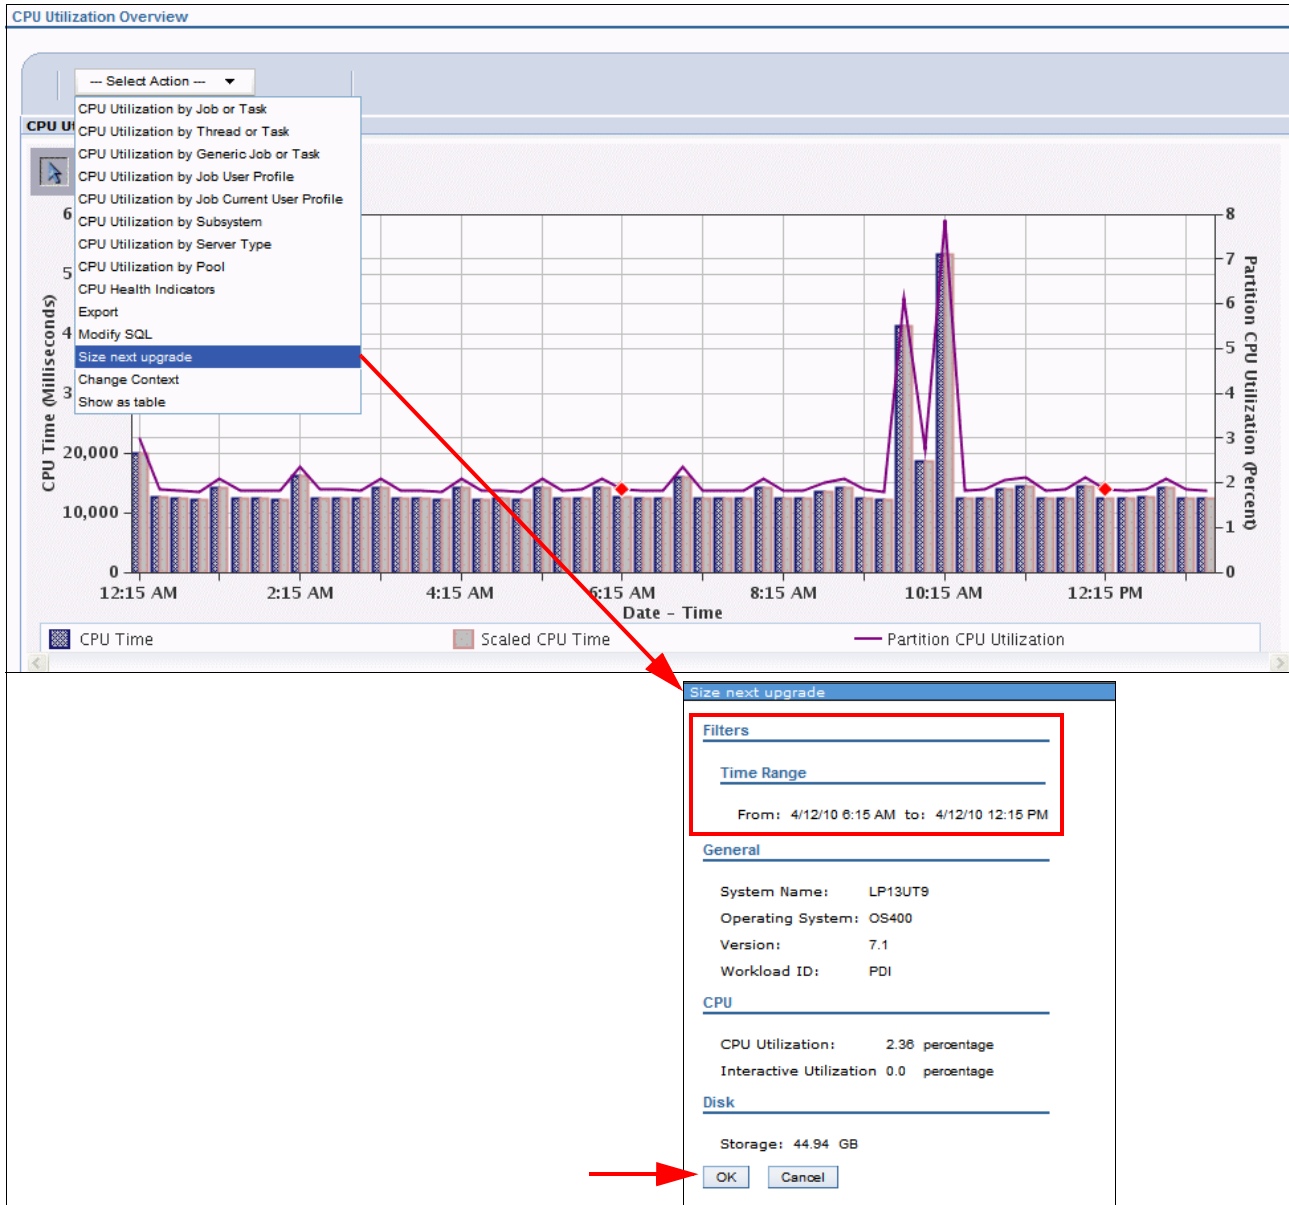 CPU Utilization Overview
--- Select Action ---
CPU Utilization by Job or Task
CPU U
CPU Utilization by Thread or Task
CPU Utilization by Generic Job or Task
CPU Utilization by Job User Profile
CPU Utilization by Job Current User Profile
CPU Utilization by Subsystem
CPU Utilization by Server Type
CPU Utilization by Pool
CPU Health Indicators
Export
Modify SQL
Size next upgrade
Change Context
Show as table
CPU Time (Milliseconds)
6
5
4
3
20,000
10,000
0
8
7
6
5
4
3
2
1
0
Partition CPU Utilization (Percent)
12:15 AM 2:15 AM 4:15 AM 6:15 AM 8:15 AM 10:15 AM 12:15 PM
Date - Time
CPU Time Scaled CPU Time Partition CPU Utilization
Size next upgrade
Filters
Time Range
From: 4/12/10 6:15 AM to: 4/12/10 12:15 PM
General
System Name: LP13UT9
Operating System: OS400
Version: 7.1
Workload ID: PDI
CPU
CPU Utilization: 2.36 percentage
Interactive Utilization 0.0 percentage
Disk
Storage: 44.94 GB
OK Cancel